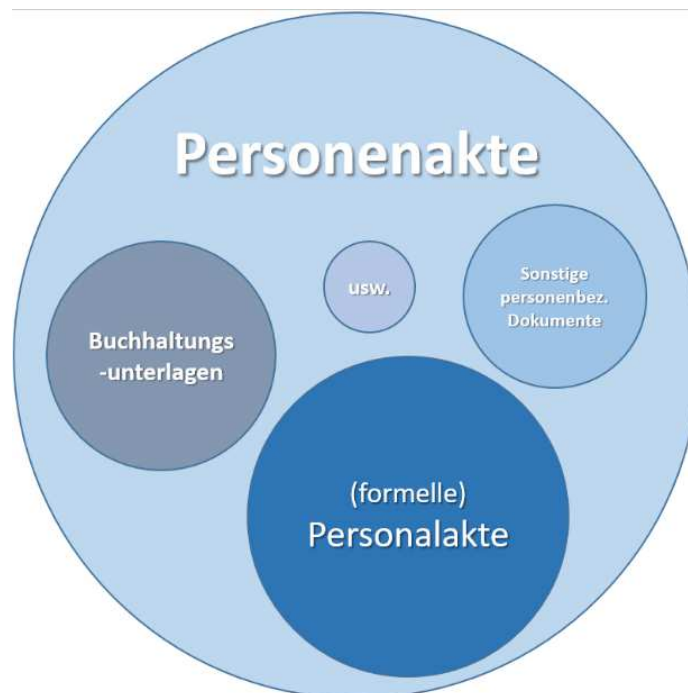 Personenakte
usw.
Sonstige
personenbez.
Dokumente
Buchhaltungs
-unterlagen
(formelle)
Personalakte